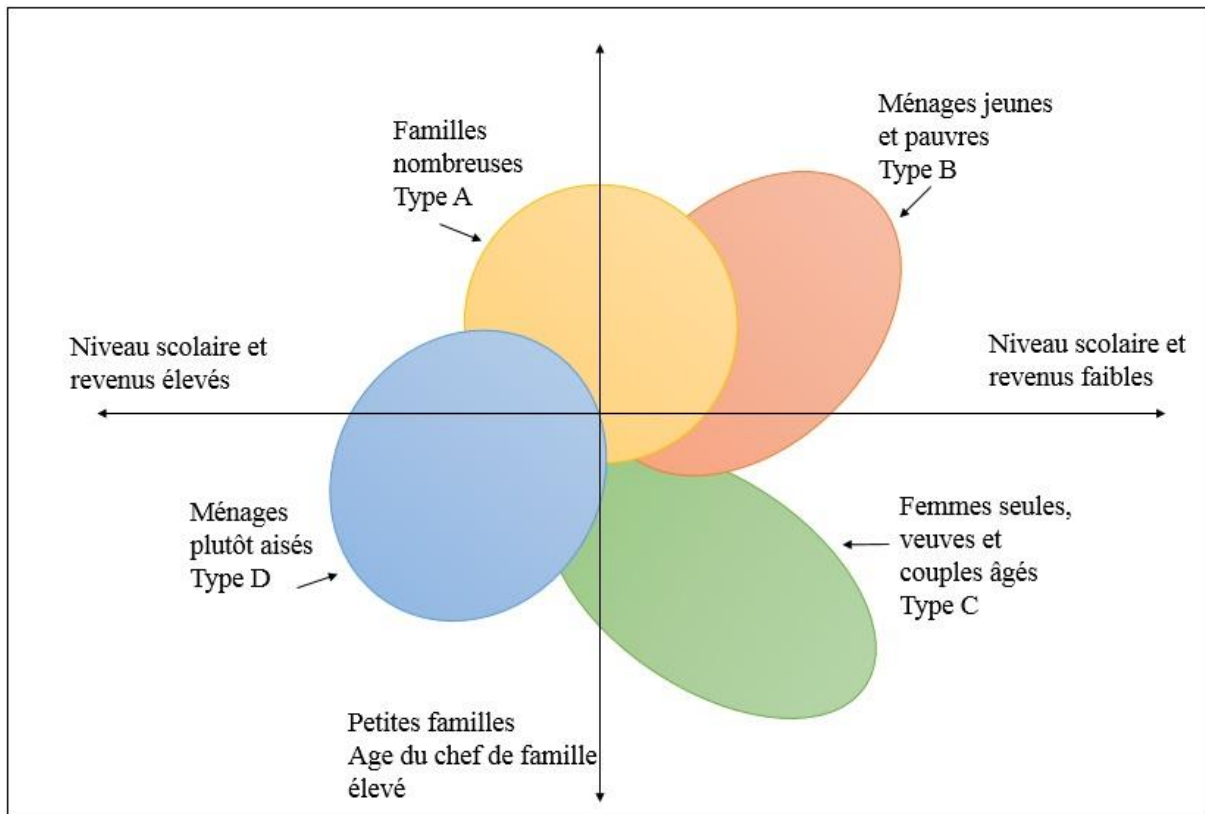 Ménages jeunes
et pauvres
Type B
Familles
nombreuses
Type A
Niveau scolaire et
revenus élevés
Niveau scolaire et
revenus faibles
Ménages
plutôt aisés
Type D
Femmes seules,
veuves et
couples âgés
Type C
Petites familles
Age du chef de famille
élevé